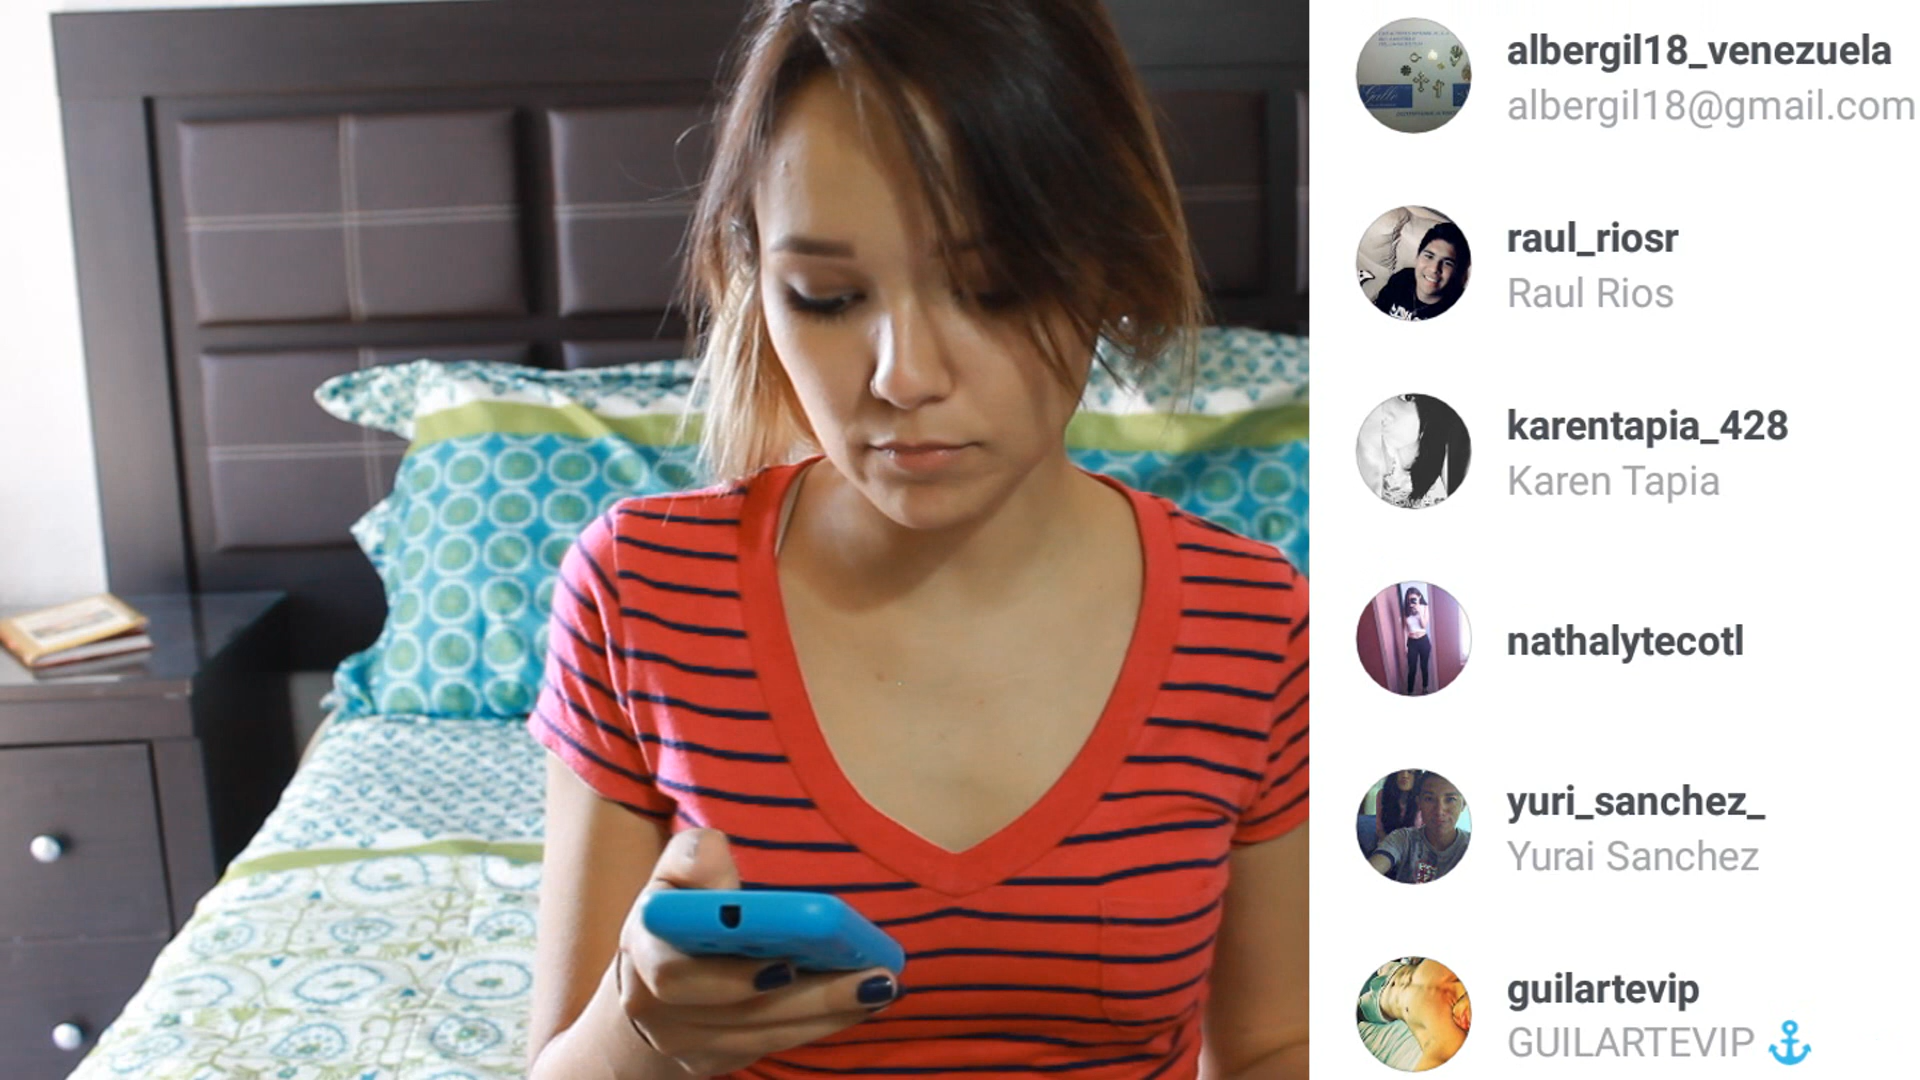 albergil18_venezuela
albergil18@gmail.com
raul_riosr
Raul Rios
karentapia_428
Karen Tapia
nathalytecotl
yuri_sanchez_
Yurai Sanchez
guilartevip
GUILARTEVIP ⚓